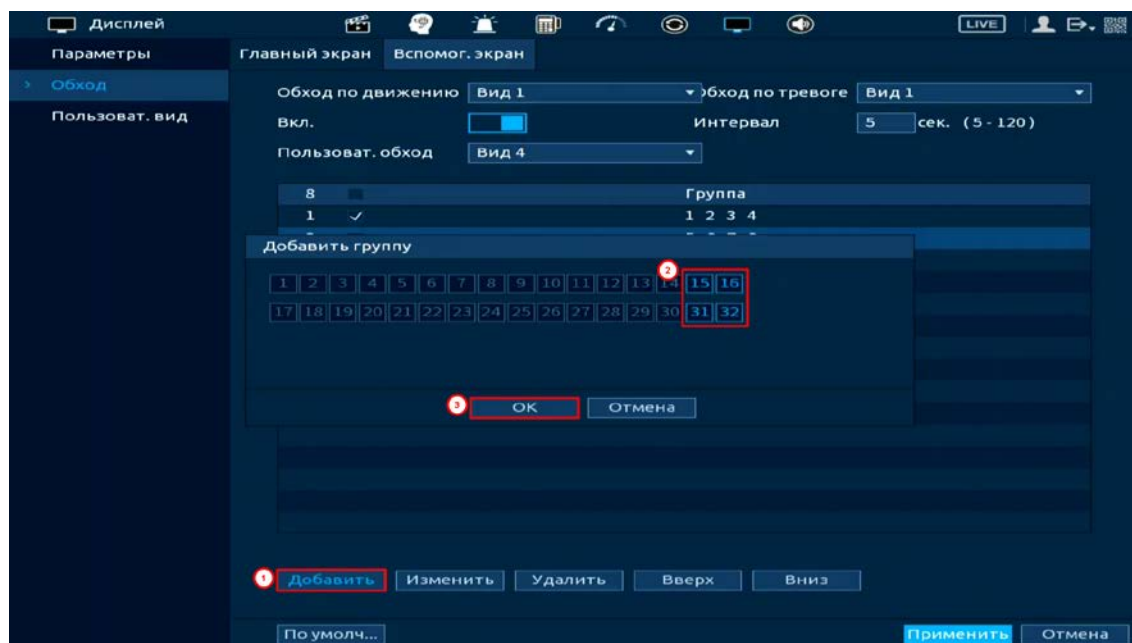 Дисплей LIVE
Параметры Главный экран Вспомог. экран
Обход
Пользоват. вид
Обход по движению Вид 1 Обход по тревоге Вид 1
Вкл. Интервал 5 сек. (5-120)
Пользоват. обход Вид 4
8 Группа
1 1 2 3 4
Добавить группу
2
1 2 3 4 5 6 7 8 9 10 11 12 13 14 15 16
17 18 19 20 21 22 23 24 25 26 27 28 29 30 31 32
3 OK Отмена
1 Добавить Изменить Удалить Вверх Вниз
По умолч... Применить Отмена